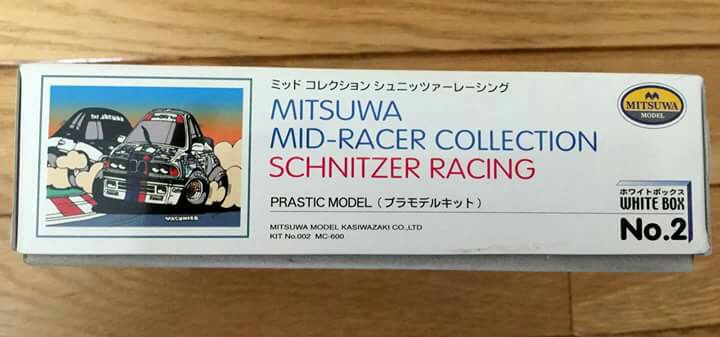 ミッド コレクション シュニッツァーレーシング
MITSUWA
MID-RACER COLLECTION
SCHNITZER RACING
PRASTIC MODEL ( プラモデルキット )
MITSUWA MODEL KASIWAZAKI CO.,LTD
KIT No.002 MC-600
MITSUWA
MODEL
ホワイトボックス
WHITE BOX
No.2